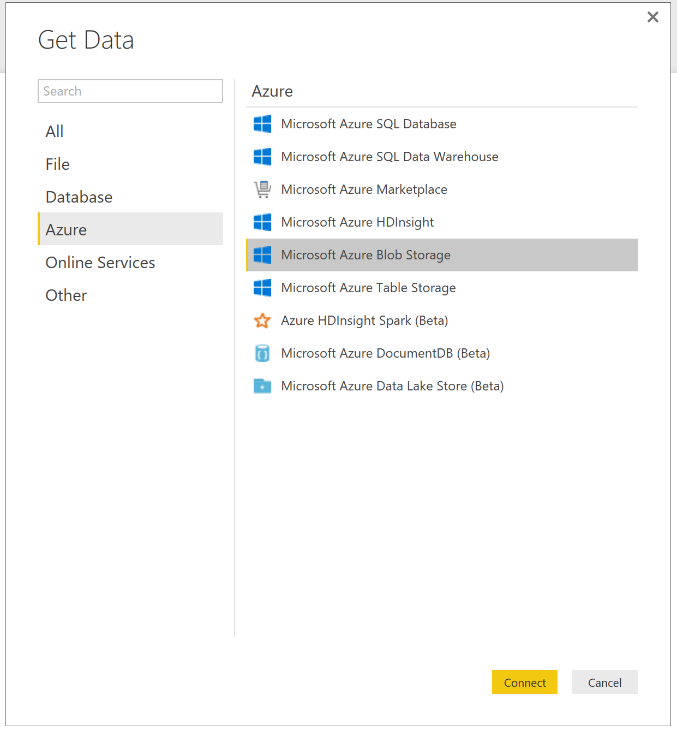 Get Data
Search
All
File
Database
Azure
Online Services
Other
Azure
Microsoft Azure SQL Database
Microsoft Azure SQL Data Warehouse
Microsoft Azure Marketplace
Microsoft Azure HDInsight
Microsoft Azure Blob Storage
Microsoft Azure Table Storage
Azure HDInsight Spark (Beta)
Microsoft Azure DocumentDB (Beta)
Microsoft Azure Data Lake Store (Beta)
Connect
Cancel